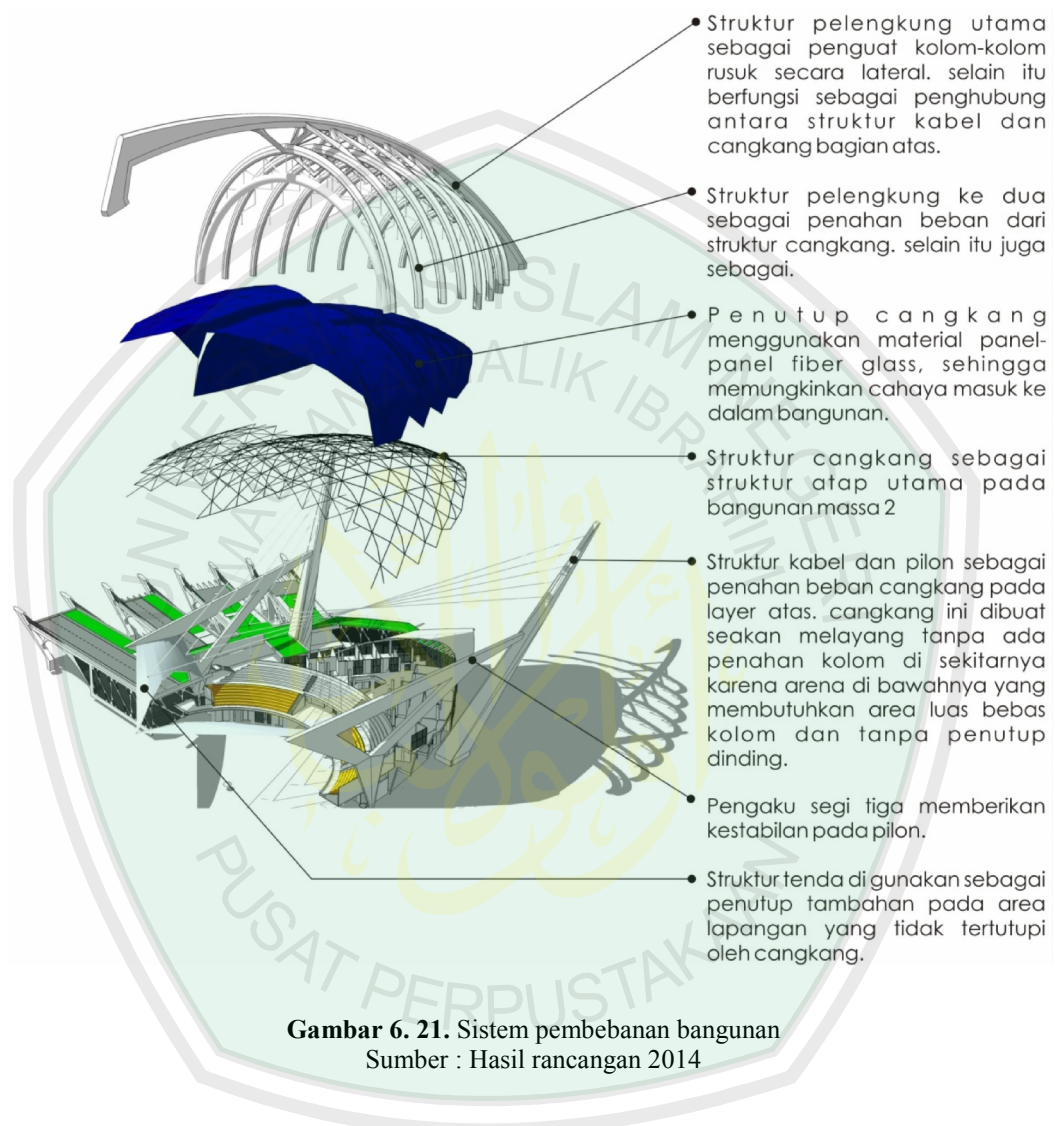 Struktur pelengkung utama
sebagai penguat kolom-kolom
rusuk secara lateral. selain itu
berfungsi sebagai penghubung
antara struktur kabel dan
cangkang bagian atas.
Struktur pelengkung ke dua
sebagai penahan beban dari
struktur cangkang. selain itu juga
sebagai.
Penutup cangkang
menggunakan material panel-
panel fiber glass, sehingga
memungkinkan cahaya masuk ke
dalam bangunan.
Struktur cangkang sebagai
struktur atap utama pada
bangunan massa 2
Struktur kabel dan pilon sebagai
penahan beban cangkang pada
layer atas. cangkang ini dibuat
seakan melayang tanpa ada
penahan kolom di sekitarnya
karena arena di bawahnya yang
membutuhkan area luas bebas
kolom dan tanpa penutup
dinding.
Pengaku segi tiga memberikan
kestabilan pada pilon.
Struktur tenda di gunakan sebagai
penutup tambahan pada area
lapangan yang tidak tertutupi
oleh cangkang.
PUSAT PERPUSTAKAAN
Gambar 6. 21. Sistem pembebanan bangunan
Sumber : Hasil rancangan 2014